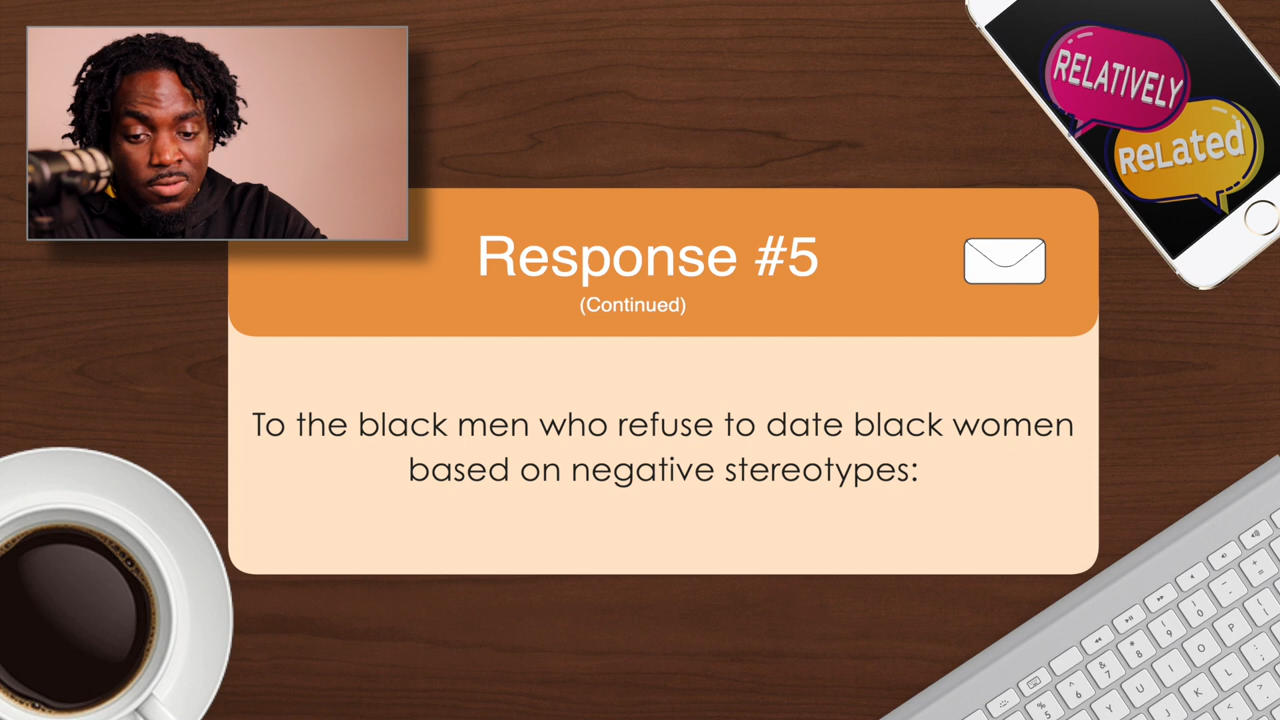 RELATIVELY
ReLated
Response #5
(Continued)
To the black men who refuse to date black women
based on negative stereotypes: